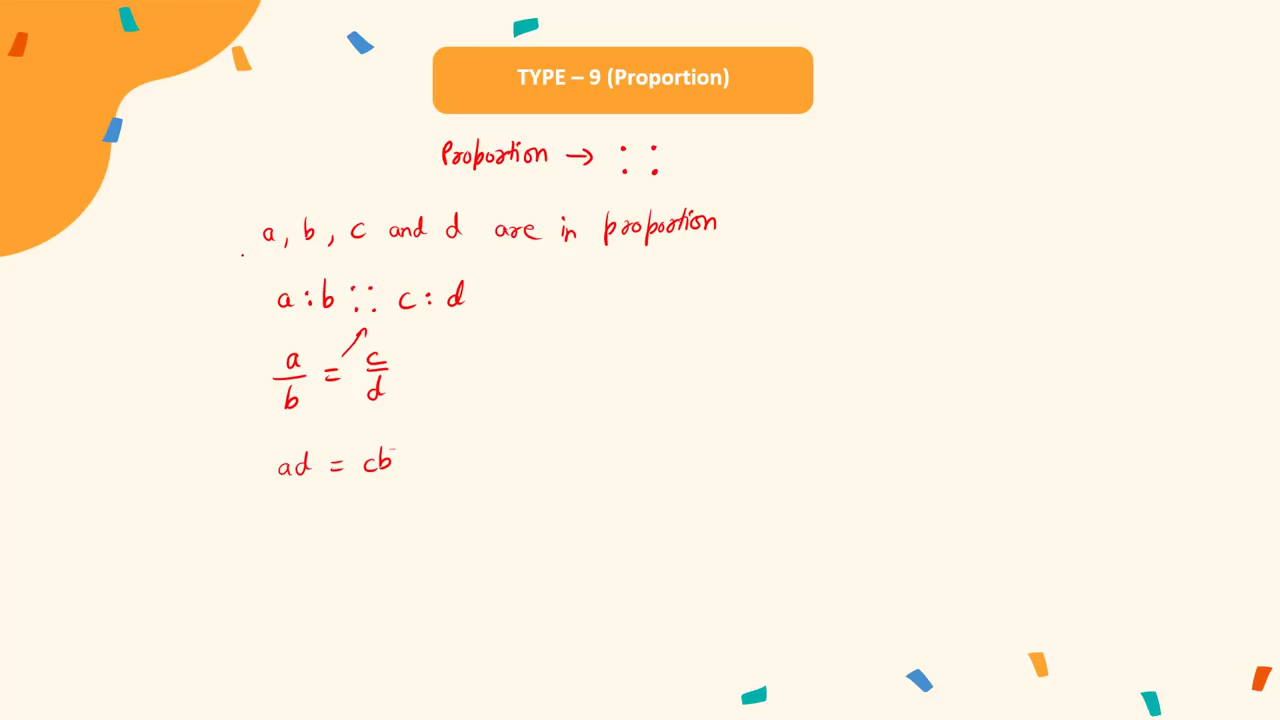 TYPE – 9 (Proportion)
Proportion → : :
a, b, c and d are in proportion
a : b :: c : d
a/b = c/d
ad = cb